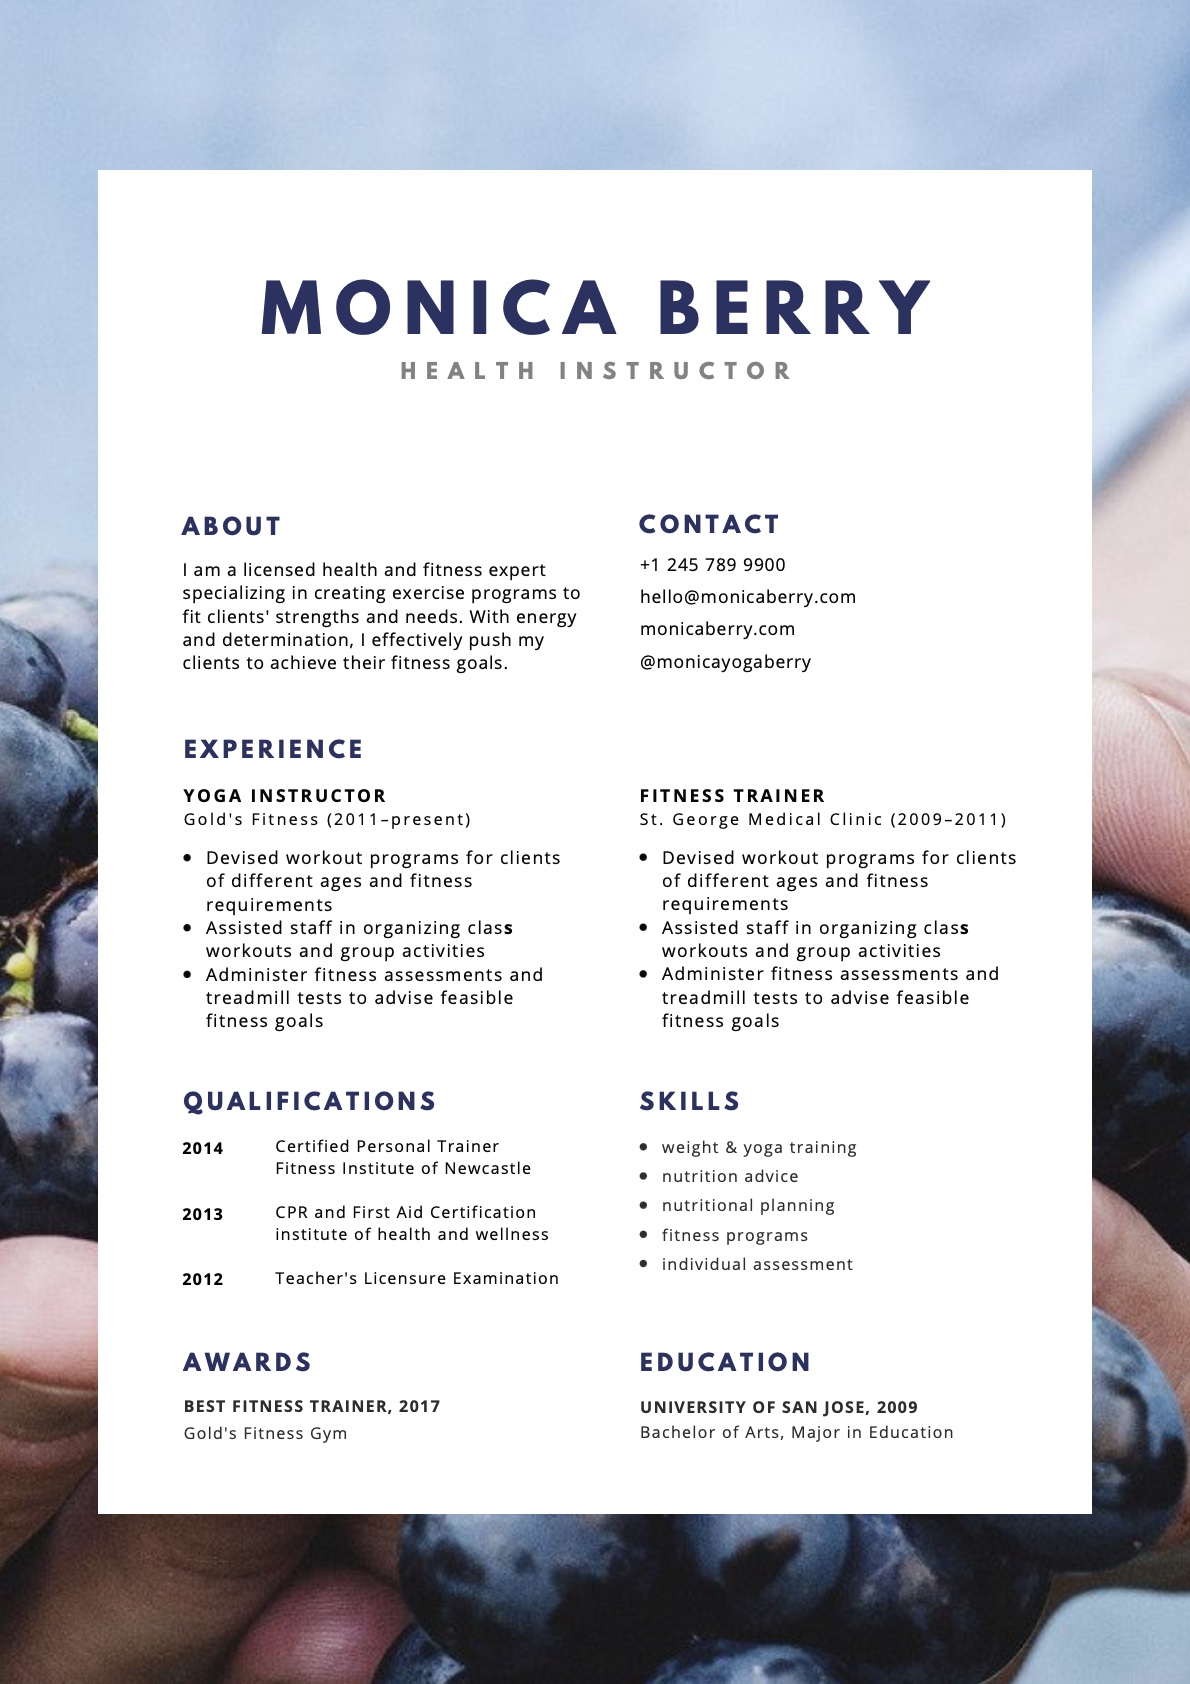 MONICA BERRY
HEALTH INSTRUCTOR
ABOUT
I am a licensed health and fitness expert
specializing in creating exercise programs to
fit clients' strengths and needs. With energy
and determination, I effectively push my
clients to achieve their fitness goals.
CONTACT
+1 245 789 9900
hello@monicaberry.com
monicaberry.com
@monicayogaberry
EXPERIENCE
YOGA INSTRUCTOR
Gold's Fitness (2011–present)
• Devised workout programs for clients
of different ages and fitness
requirements
• Assisted staff in organizing class
workouts and group activities
• Administer fitness assessments and
treadmill tests to advise feasible
fitness goals
FITNESS TRAINER
St. George Medical Clinic (2009–2011)
• Devised workout programs for clients
of different ages and fitness
requirements
• Assisted staff in organizing class
workouts and group activities
• Administer fitness assessments and
treadmill tests to advise feasible
fitness goals
QUALIFICATIONS
2014 Certified Personal Trainer
Fitness Institute of Newcastle
2013 CPR and First Aid Certification
institute of health and wellness
2012 Teacher's Licensure Examination
SKILLS
• weight & yoga training
• nutrition advice
• nutritional planning
• fitness programs
• individual assessment
AWARDS
BEST FITNESS TRAINER, 2017
Gold's Fitness Gym
EDUCATION
UNIVERSITY OF SAN JOSE, 2009
Bachelor of Arts, Major in Education